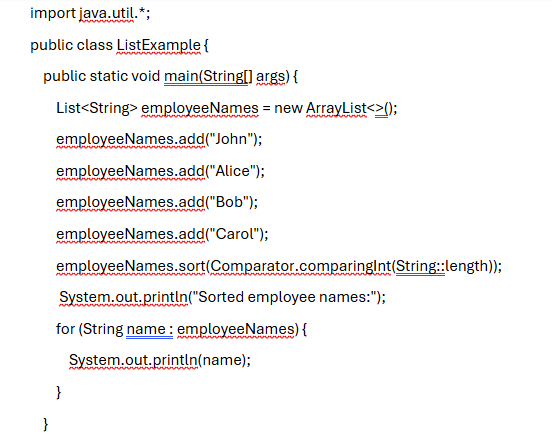 import java.util.*;
public class ListExample {
public static void main(String[] args) {
List<String> employeeNames = new ArrayList<>();
employeeNames.add("John");
employeeNames.add("Alice");
employeeNames.add("Bob");
employeeNames.add("Carol");
employeeNames.sort(Comparator.comparingInt(String::length));
System.out.println("Sorted employee names:");
for (String name : employeeNames) {
System.out.println(name);
}
}